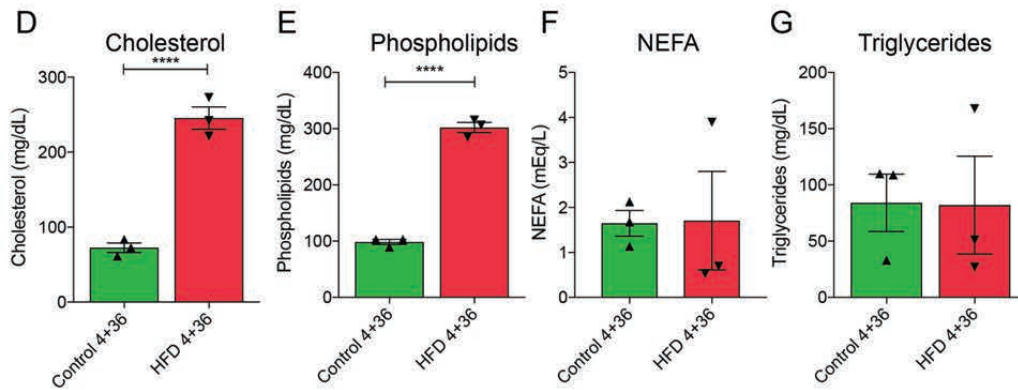 D
Cholesterol
****
Cholesterol (mg/dL)
300
200
100
0
Control 4+36
HFD 4+36
E
Phospholipids
****
Phospholipids (mg/dL)
400
300
200
100
0
Control 4+36
HFD 4+36
F
NEFA
NEFA (mEq/L)
5
4
3
2
1
0
Control 4+36
HFD 4+36
G
Triglycerides
Triglycerides (mg/dL)
200
150
100
50
0
Control 4+36
HFD 4+36